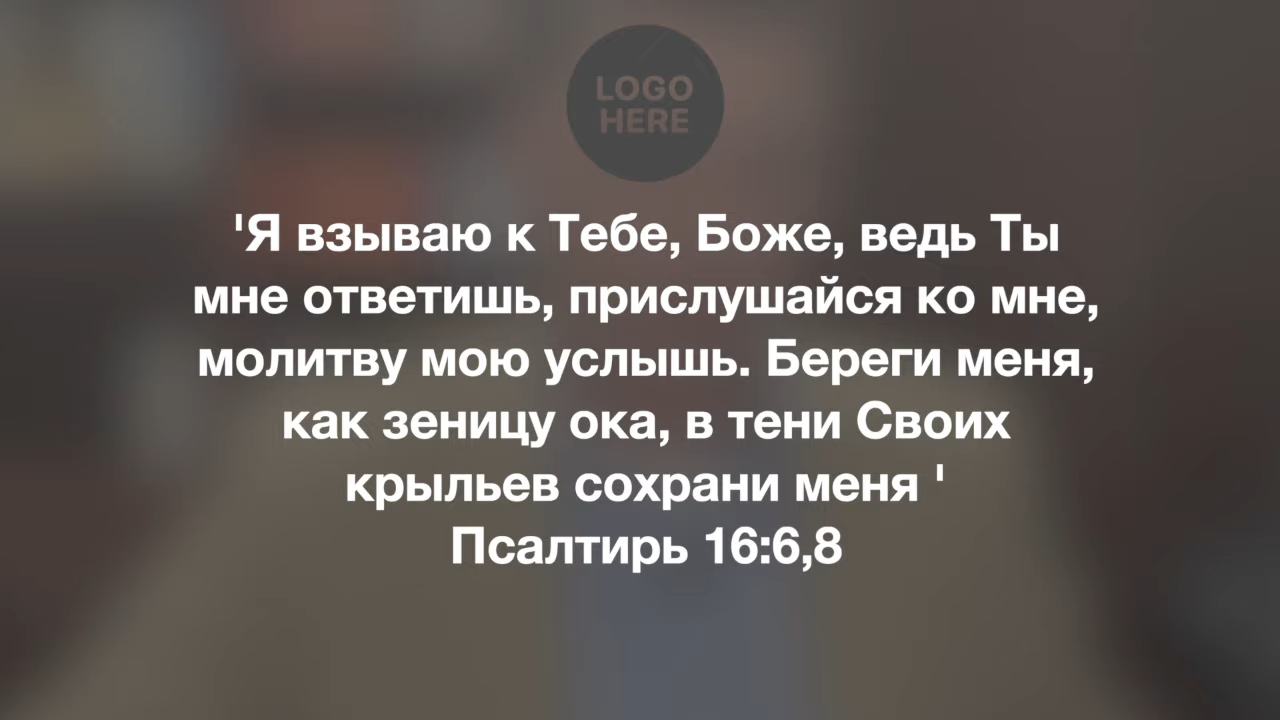 LOGO
HERE
'Я взываю к Тебе, Боже, ведь Ты
мне ответишь, прислушайся ко мне,
молитву мою услышь. Береги меня,
как зеницу ока, в тени Своих
крыльев сохрани меня '
Псалтирь 16:6,8